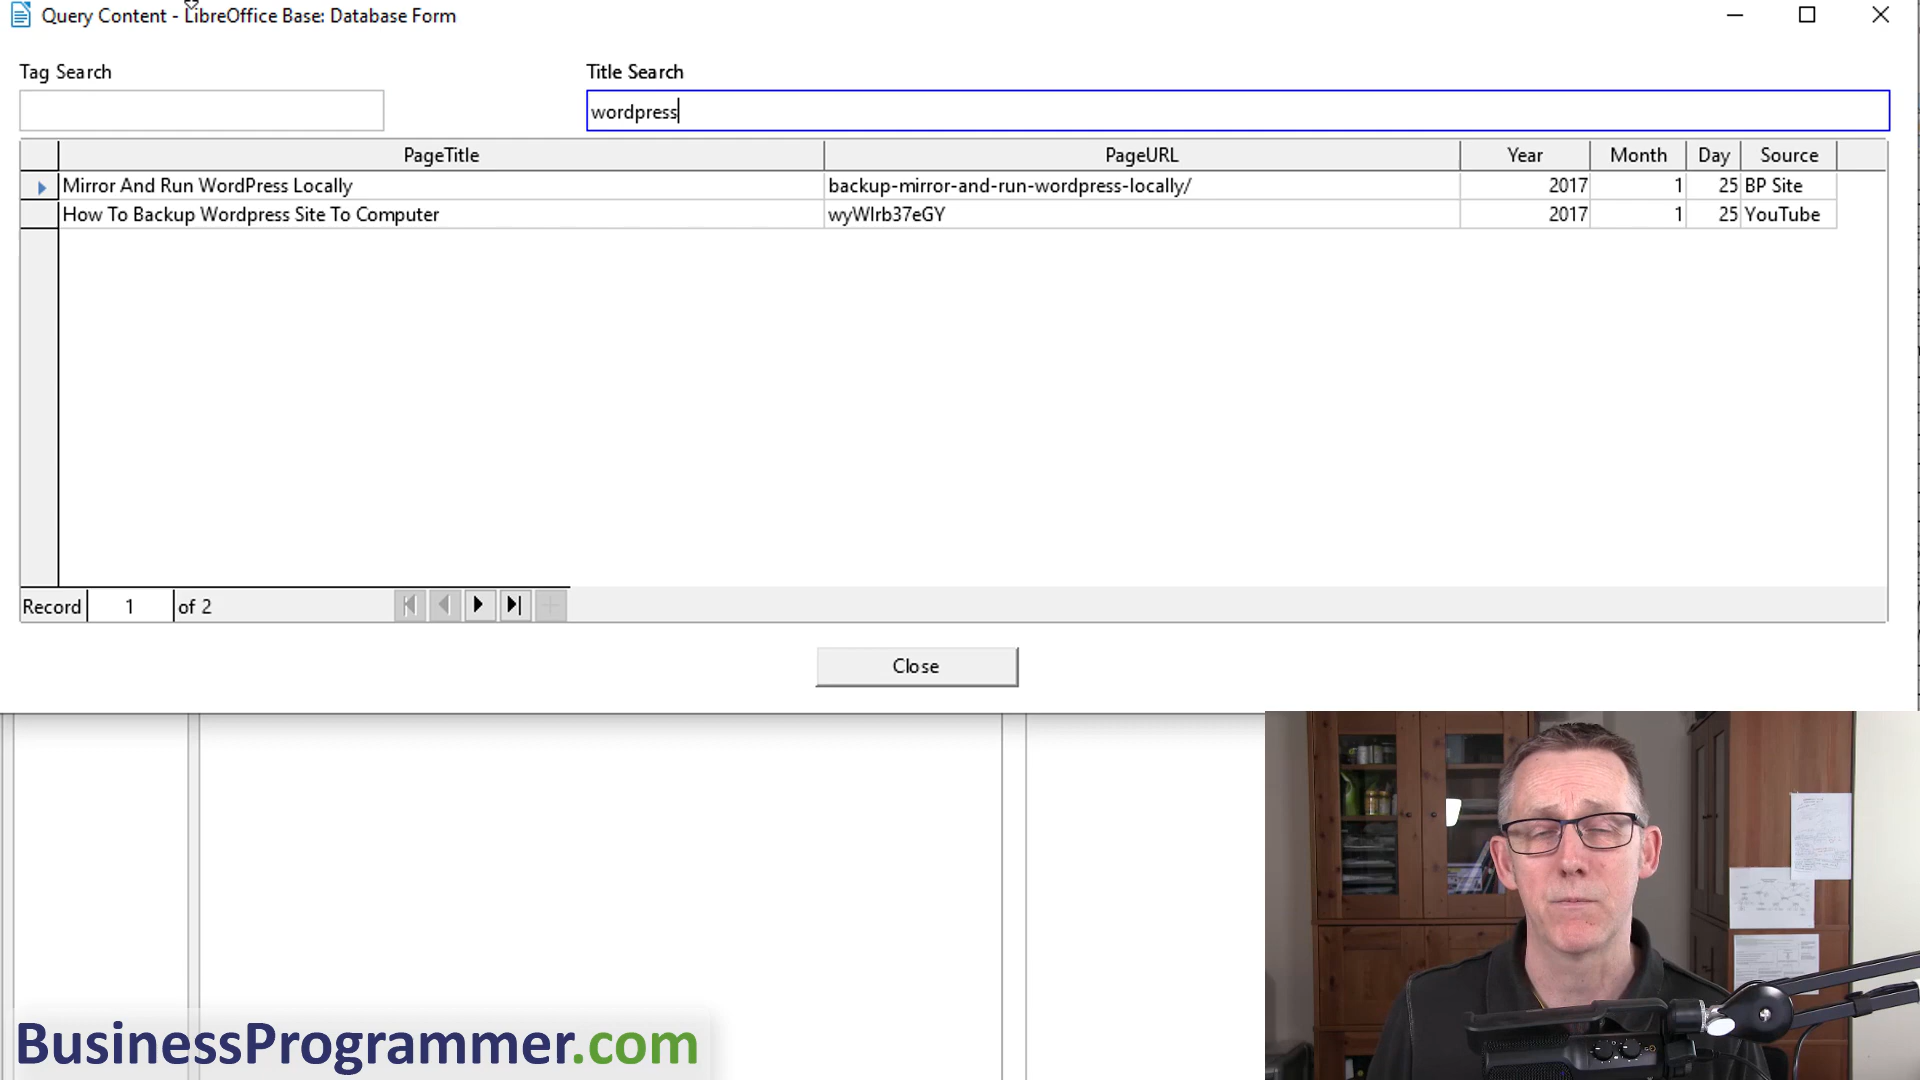 Query Content - LibreOffice Base: Database Form
Tag Search
Title Search
wordpress
PageTitle PageURL Year Month Day Source
Mirror And Run WordPress Locally backup-mirror-and-run-wordpress-locally/ 2017 1 25 BP Site
How To Backup Wordpress Site To Computer wyWIrb37eGY 2017 1 25 YouTube
Record 1 of 2
Close
BusinessProgrammer.com